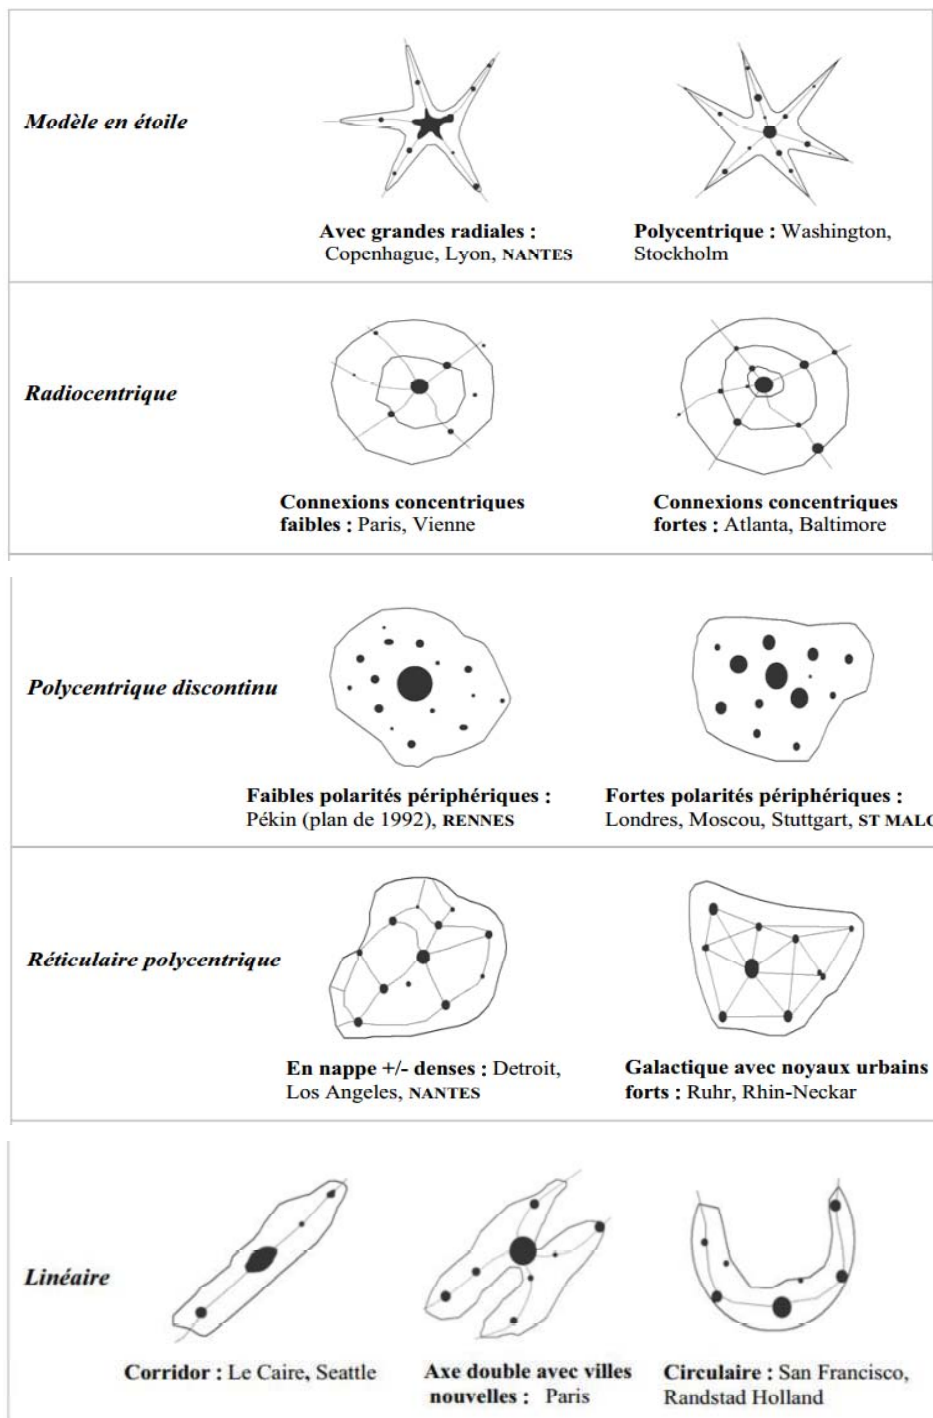 Modèle en étoile
Avec grandes radiales :
Copenhague, Lyon, NANTES
Polycentrique : Washington,
Stockholm
Radiocentrique
Connexions concentriques
faibles : Paris, Vienne
Connexions concentriques
fortes : Atlanta, Baltimore
Polycentrique discontinu
Faibles polarités périphériques :
Pékin (plan de 1992), RENNES
Fortes polarités périphériques :
Londres, Moscou, Stuttgart, ST MALO
Réticulaire polycentrique
En nappe +/- denses : Detroit,
Los Angeles, NANTES
Galactique avec noyaux urbains
forts : Ruhr, Rhin-Neckar
Linéaire
Corridor : Le Caire, Seattle
Axe double avec villes
nouvelles : Paris
Circulaire : San Francisco,
Randstad Holland